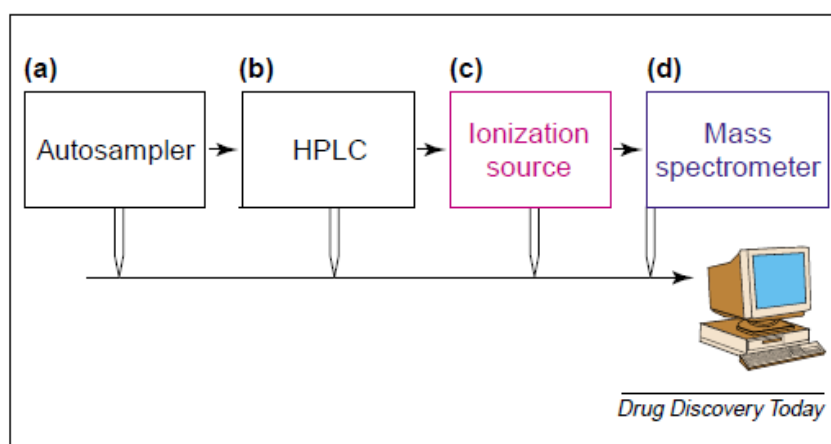 (a)
(b)
(c)
(d)
Autosampler
HPLC
Ionization
source
Mass
spectrometer
Drug Discovery Today